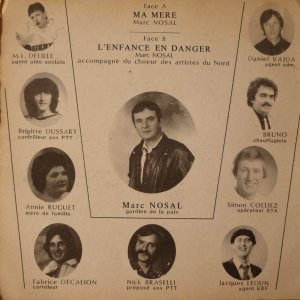 Face A
MA MERE
Marc NOSAL
Face B
L'ENFANCE EN DANGER
Marc NOSAL
accompagné du choeur des artistes du Nord
M.L. DELILLE
agent aide sociale
Daniel VAJDA
agent adm.
Brigitte DUSSART
contrôleur aux PTT
BRUNO
chauffagiste
Marc NOSAL
gardien de la paix
Annie RUGUET
mère de famille
Simon COLLIEZ
opérateur STA
Fabrice DECALION
carreleur
Nick BRASELLI
préposé aux PTT
Jacques LEDUN
agent EDF